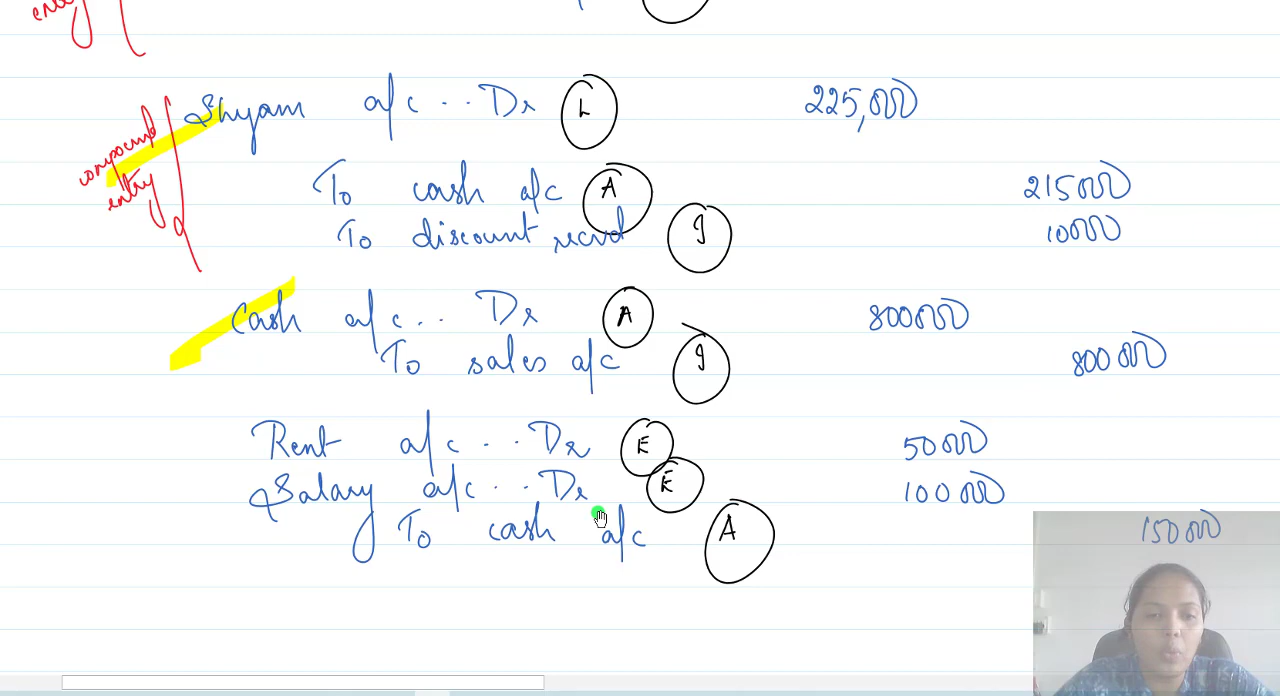 entry
Shyam a/c .. Dr L 225,000
compound
entry
To cash a/c A 215000
To discount recvd I 10000
Cash a/c .. Dr A 800000
To sales a/c I 800000
Rent a/c .. Dr E 50000
Salary a/c .. Dr E 100000
To cash a/c A 150000